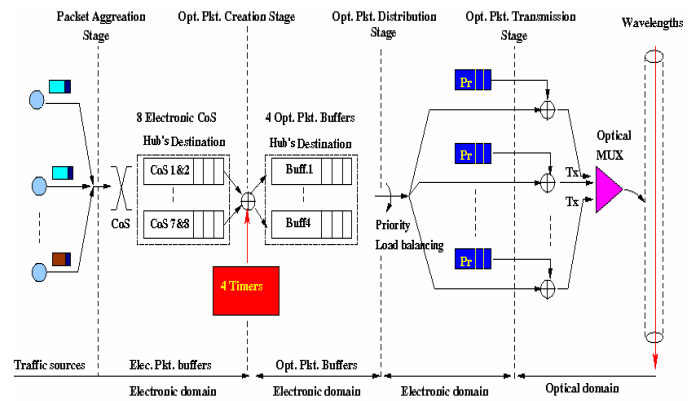 Packet Aggreation
Stage
Opt. Pkt. Creation Stage
Opt. Pkt. Distribution
Stage
Opt. Pkt. Transmission
Stage
Wavelengths
8 Electronic CoS
Hub's Destination
4 Opt. Pkt. Buffers
Hub's Destination
CoS 1&2
CoS 7&8
CoS
Buff.1
Buff4
4 Timers
Priority
Load balancing
Pr
Pr
Pr
Tx
Tx
Optical
MUX
Traffic sources
Elec. Pkt. buffers
Opt. Pkt. Buffers
Electronic domain
Electronic domain
Electronic domain
Optical domain